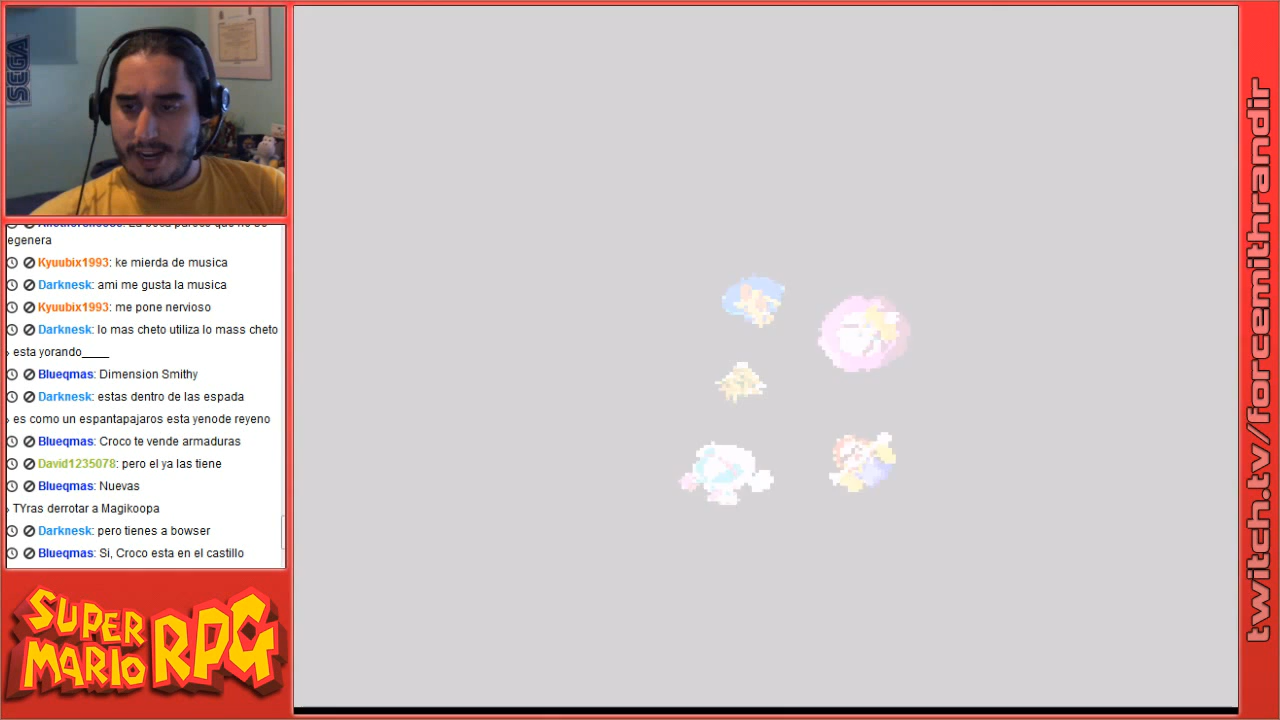 SEGA
egenera
Kyuubix1993: ke mierda de musica
Darknesk: ami me gusta la musica
Kyuubix1993: me pone nervioso
Darknesk: lo mas cheto utiliza lo mass cheto
› esta yorando____
Blueqmas: Dimension Smithy
Darknesk: estas dentro de las espada
› es como un espantapajaros esta yenode reyeno
Blueqmas: Croco te vende armaduras
David1235078: pero el ya las tiene
Blueqmas: Nuevas
› TYras derrotar a Magikoopa
Darknesk: pero tienes a bowser
Blueqmas: Si, Croco esta en el castillo
SUPER
MARIO RPG
twitch.tv/forcemithrandir